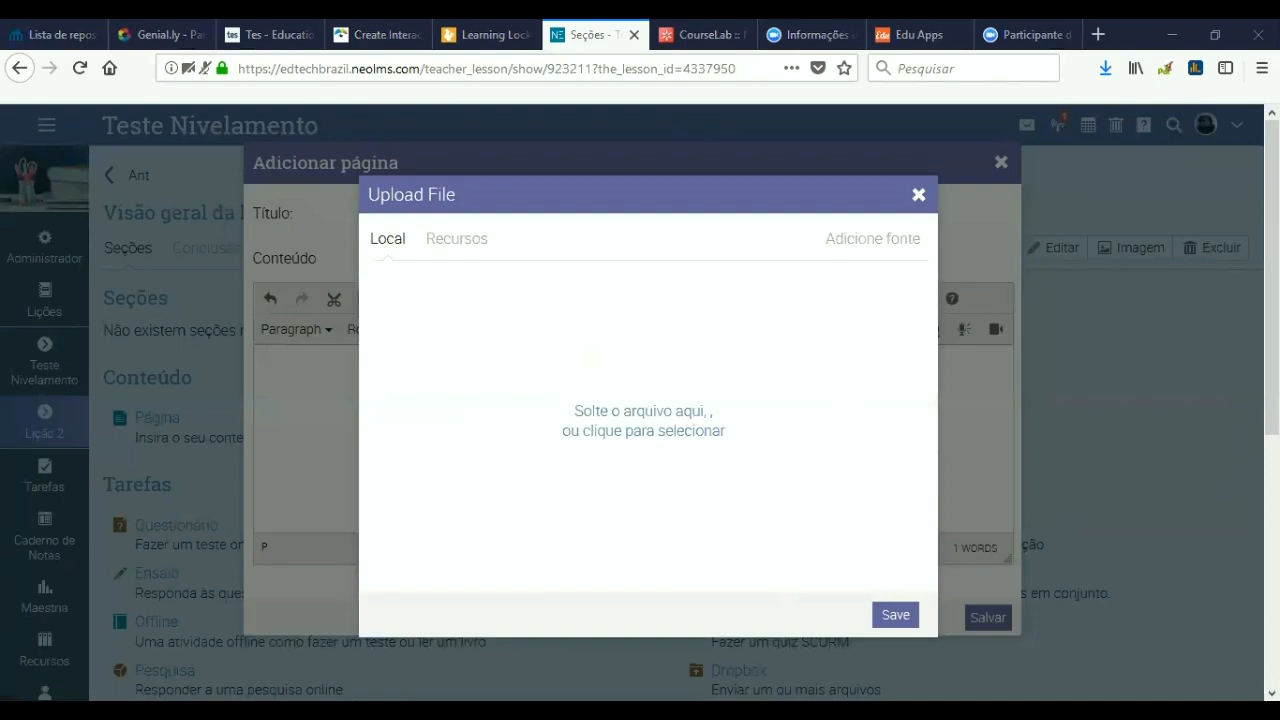 Lista de repos
Genial.ly - Pa
Tes - Educatio
Create Interac
Learning Lock
NE Seções - T
CourseLab ::
Informações
Edu Edu Apps
Participante d
https://edtechbrazil.neolms.com/teacher_lesson/show/923211?the_lesson_id=4337950
Pesquisar
Teste Nivelamento
Adicionar página
Ant
Upload File
Visão geral da
Título:
Seções
Conclusã
Local
Recursos
Adicione fonte
Editar
Imagem
Excluir
Administrador
Conteúdo
Seções
Lições
Não existem seções
Paragraph
Teste
Nivelamento
Conteúdo
Lição 2
Página
Insira o seu conte
Solte o arquivo aqui, ,
ou clique para selecionar
Tarefas
Tarefas
Questionário
Fazer um teste on
P
1 WORDS
ção
Caderno de
Notas
Ensaio
Responda as ques
s em conjunto.
Maestria
Offline
Uma atividade offline como fazer um teste ou ler um livro
Save
Salvar
Fazer um quiz SCORM
Recursos
Pesquisa
Responder a uma pesquisa online
Dropbox
Enviar um ou mais arquivos